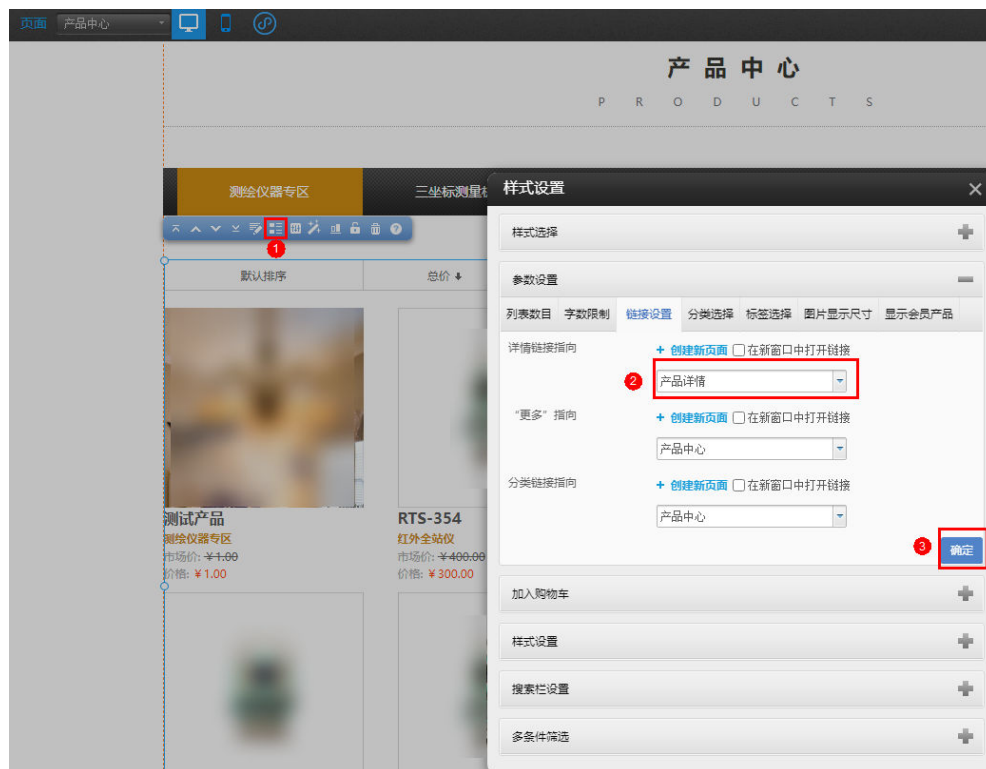 页面 产品中心
产品中心
PRODUCTS
测绘仪器专区 三坐标测量
样式设置
样式选择
1
默认排序 总价
参数设置
列表数目 字数限制 链接设置 分类选择 标签选择 图片显示尺寸 显示会员产品
详情链接指向 + 创建新页面 在新窗口中打开链接
2 产品详情
“更多”指向 + 创建新页面 在新窗口中打开链接
产品中心
分类链接指向 + 创建新页面 在新窗口中打开链接
产品中心
测试产品 RTS-354
测绘仪器专区 红外全站仪
市场价: ¥1.00 市场价: ¥400.00
价格: ¥1.00 价格: ¥300.00
3 确定
加入购物车
样式设置
搜索栏设置
多条件筛选